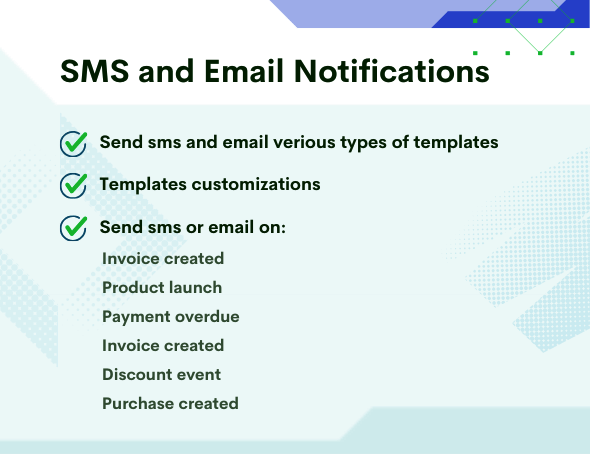 SMS and Email Notifications
Send sms and email verious types of templates
Templates customizations
Send sms or email on:
Invoice created
Product launch
Payment overdue
Invoice created
Discount event
Purchase created